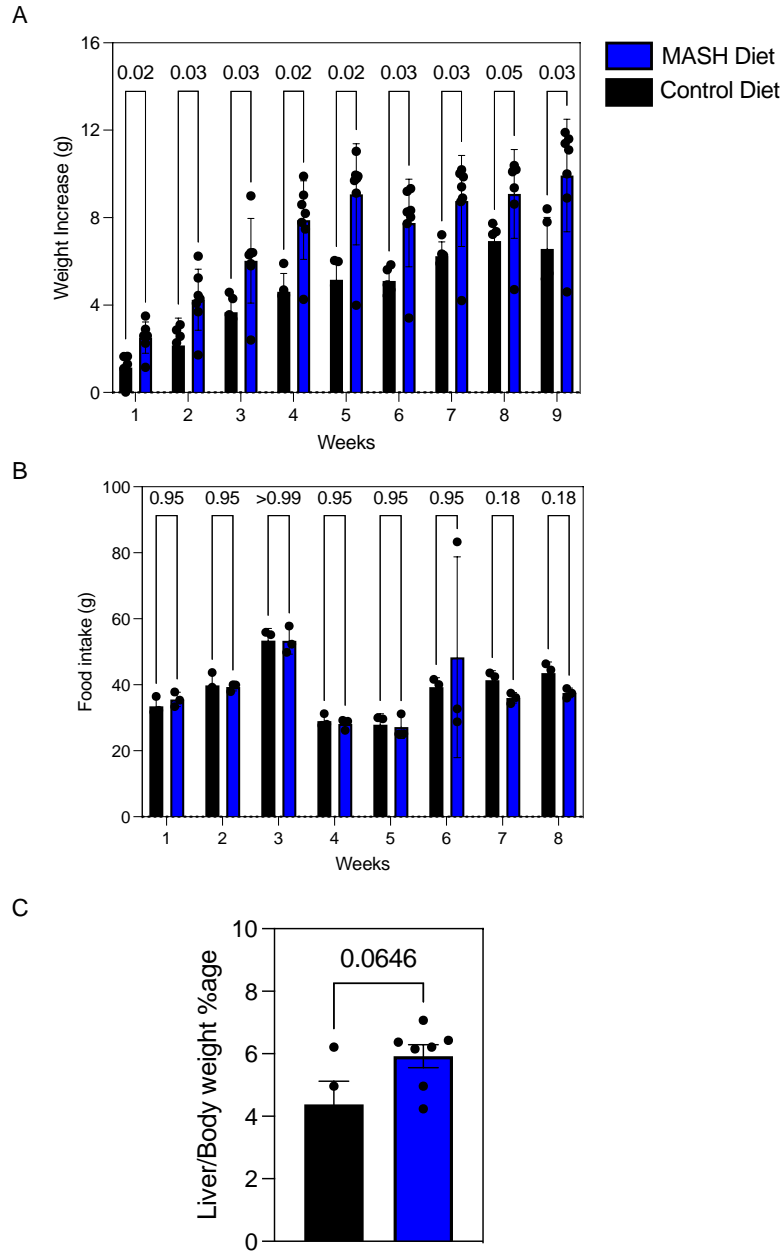 A
16
0.02 0.03 0.03 0.02 0.02 0.03 0.03 0.05 0.03
MASH Diet
Control Diet
12
8
4
0
Weight Increase (g)
1 2 3 4 5 6 7 8 9
Weeks
B
100
0.95 0.95 >0.99 0.95 0.95 0.95 0.18 0.18
80
60
40
20
0
Food intake (g)
1 2 3 4 5 6 7 8
Weeks
C
10
0.0646
8
6
4
2
0
Liver/Body weight %age